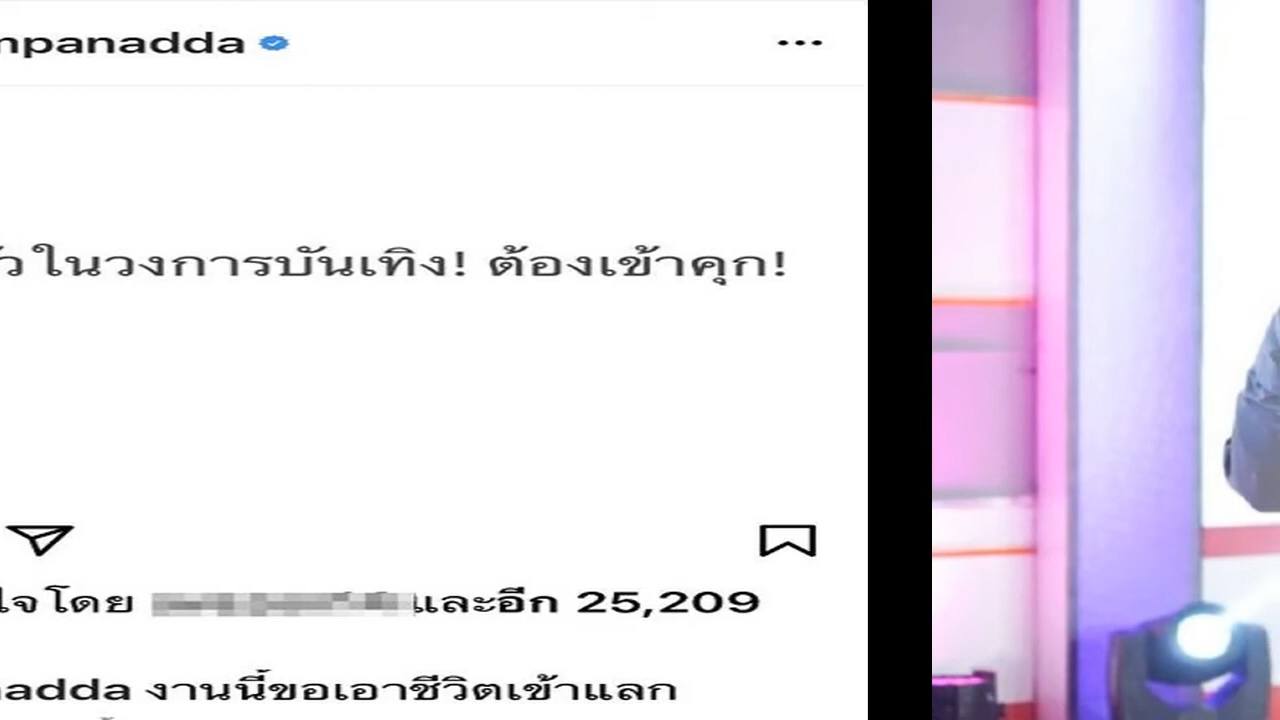 npanadda
ในวงการบันเทิง! ต้องเข้าคุก!
ใจโดย และอีก 25,209
adda งานนี้ขอเอาชีวิตเข้าแลก